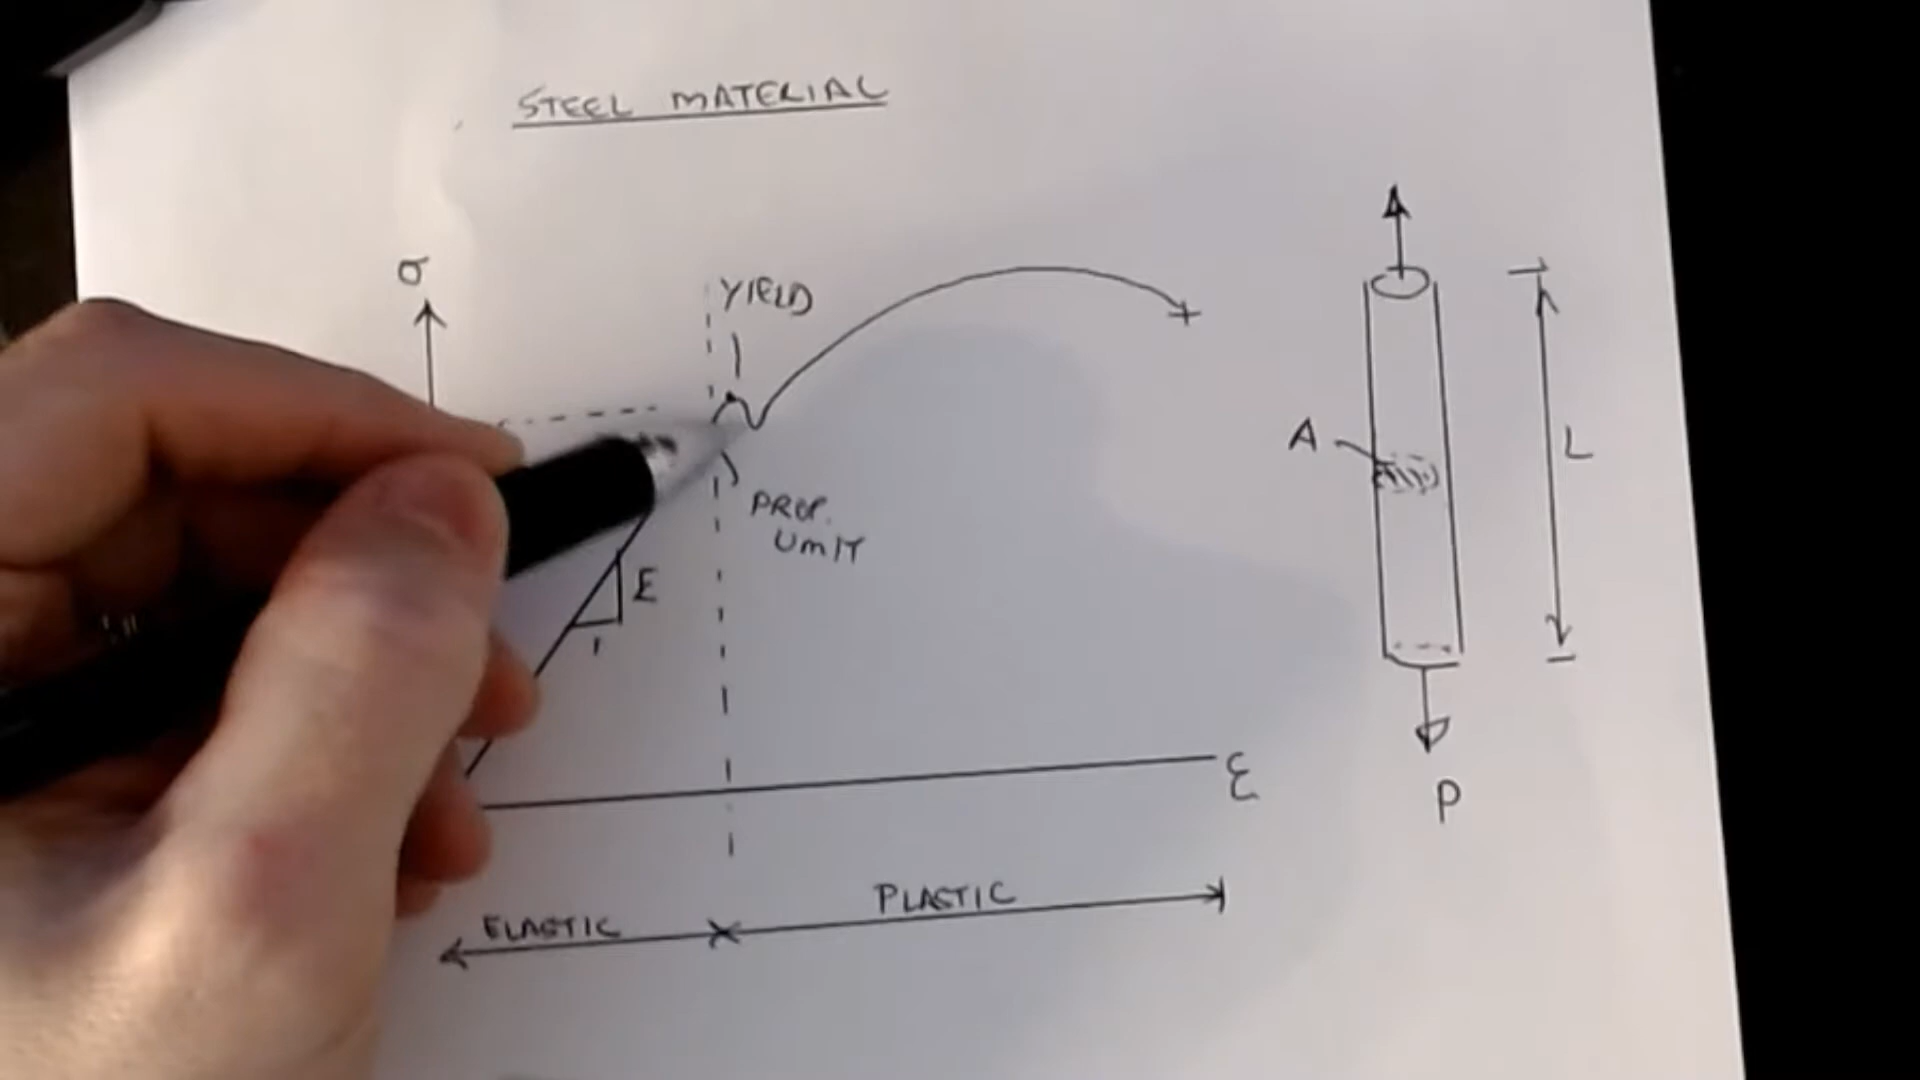 STEEL MATERIAL
σ
YIELD
PROP.
LIMIT
E
1
ε
ELASTIC
PLASTIC
A
L
P